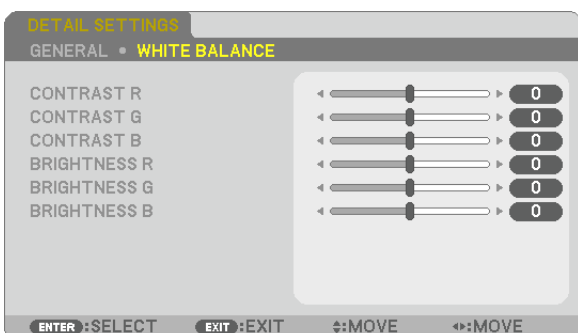 DETAIL SETTINGS
GENERAL • WHITE BALANCE
CONTRAST R 0
CONTRAST G 0
CONTRAST B 0
BRIGHTNESS R 0
BRIGHTNESS G 0
BRIGHTNESS B 0
ENTER :SELECT EXIT :EXIT :MOVE :MOVE